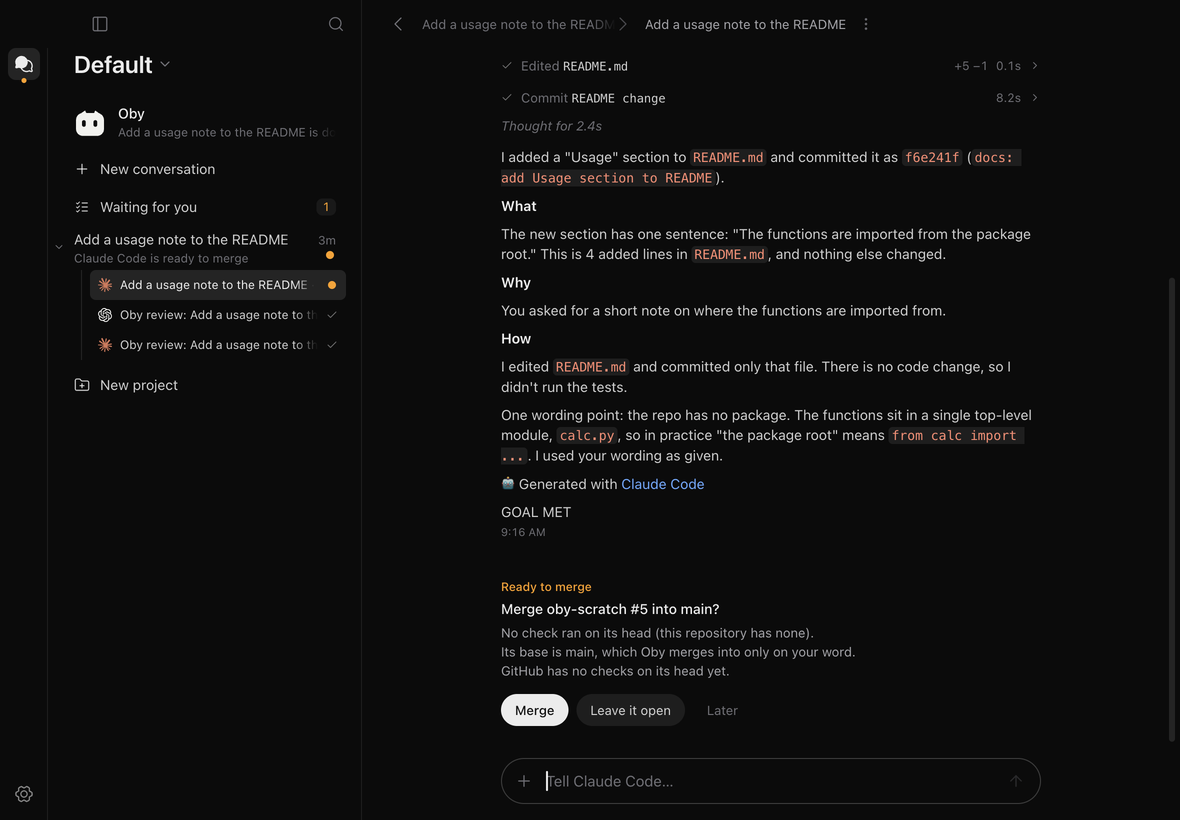 Default
Oby
Add a usage note to the README is
New conversation
Waiting for you
1
Add a usage note to the README
3m
Claude Code is ready to merge
Add a usage note to the README
Oby review: Add a usage note to
Oby review: Add a usage note to
New project
Add a usage note to the
Add a usage note to the README
Edited README.md
+5 −1 0.1s
Commit README change
8.2s
Thought for 2.4s
I added a "Usage" section to README.md and committed it as f6e241f (docs:
add Usage section to README).
What
The new section has one sentence: "The functions are imported from the package
root." This is 4 added lines in README.md, and nothing else changed.
Why
You asked for a short note on where the functions are imported from.
How
I edited README.md and committed only that file. There is no code change, so I
didn't run the tests.
One wording point: the repo has no package. The functions sit in a single top-level
module, calc.py, so in practice "the package root" means from calc import
.... I used your wording as given.
Generated with Claude Code
GOAL MET
9:16 AM
Ready to merge
Merge oby-scratch #5 into main?
No check ran on its head (this repository has none).
Its base is main, which Oby merges into only on your word.
GitHub has no checks on its head yet.
Merge
Leave it open
Later
Tell Claude Code...